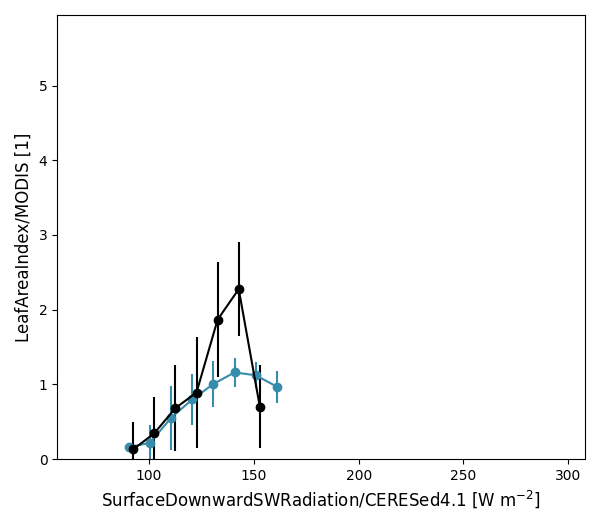 5
4
3
2
1
0
LeafAreaIndex/MODIS [1]
100 150 200 250 300
SurfaceDownwardSWRadiation/CERESed4.1 [W m⁻²]